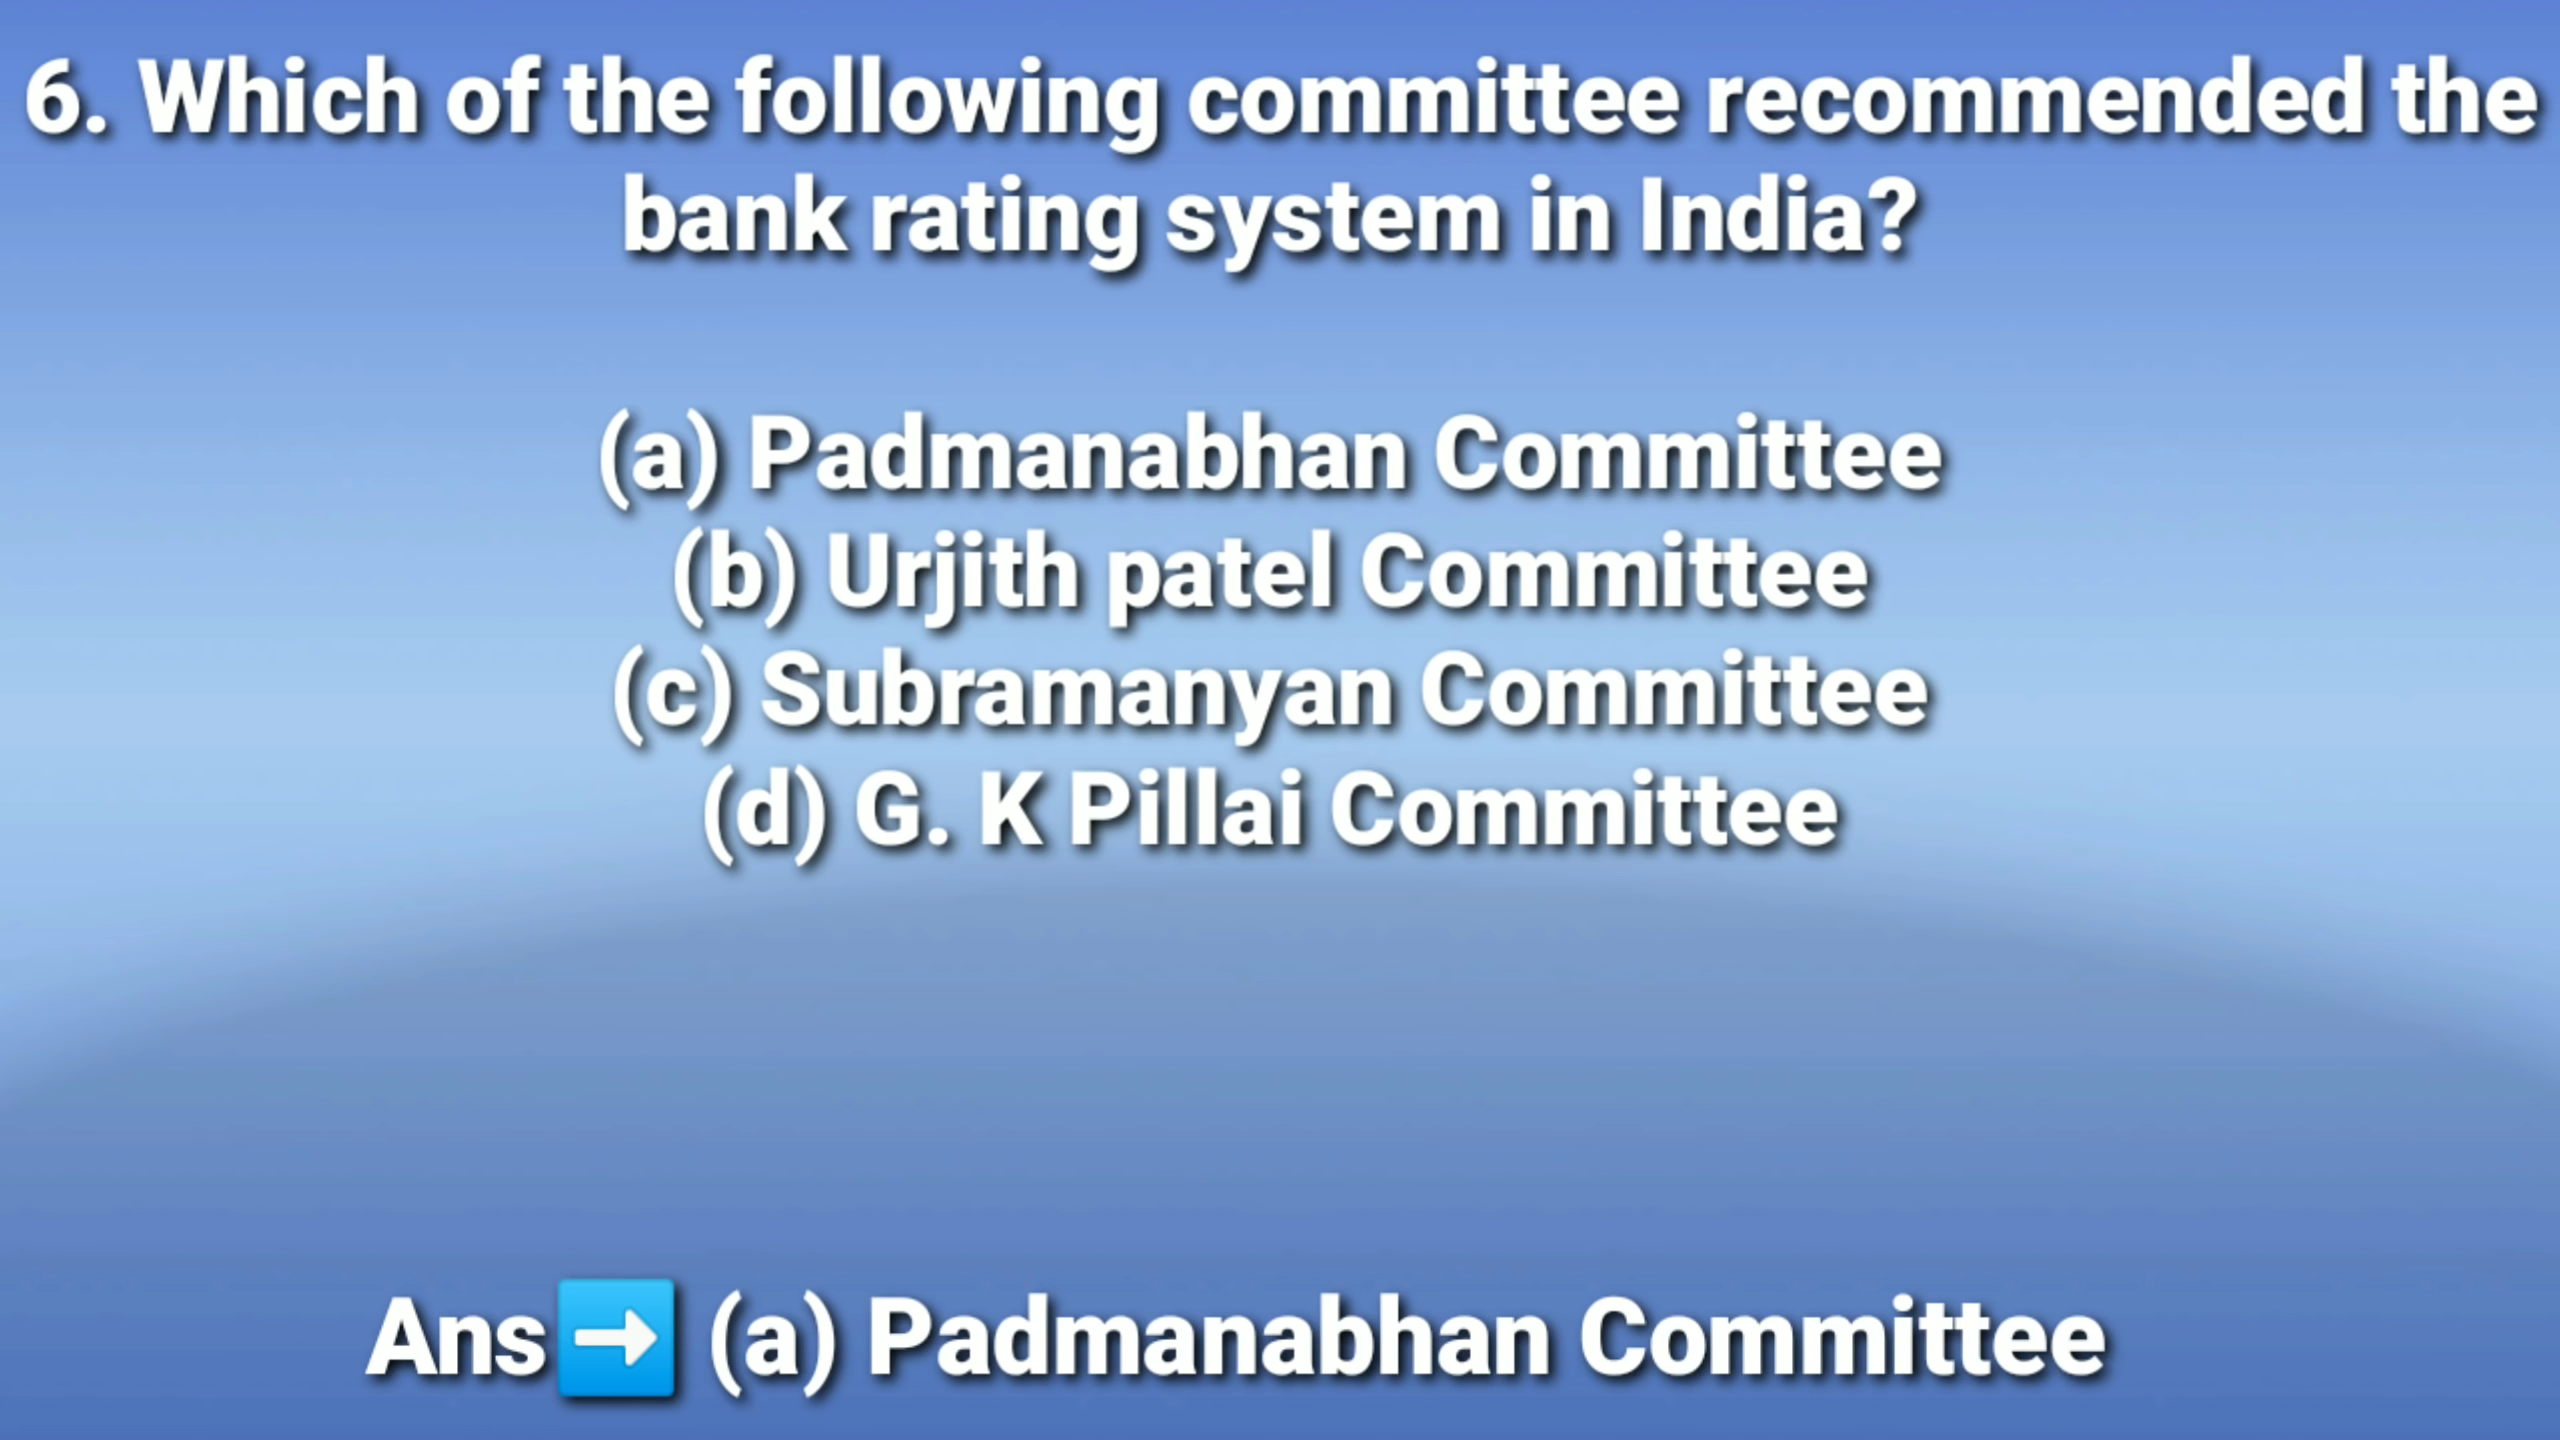 6. Which of the following committee recommended the
bank rating system in India?
(a) Padmanabhan Committee
(b) Urjith patel Committee
(c) Subramanyan Committee
(d) G. K Pillai Committee
Ans➡️ (a) Padmanabhan Committee